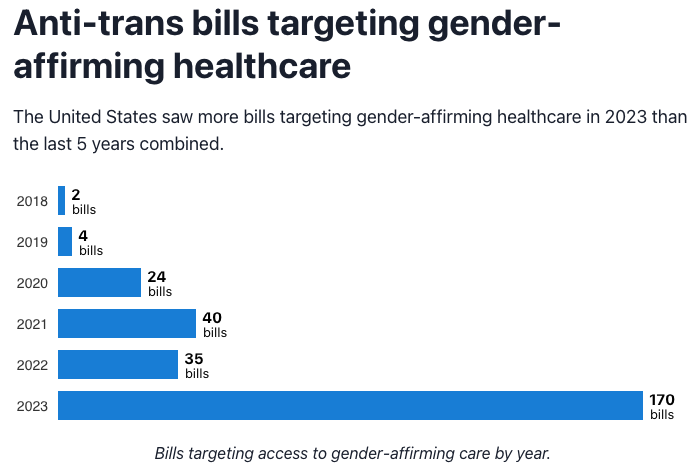 Anti-trans bills targeting gender-
affirming healthcare
The United States saw more bills targeting gender-affirming healthcare in 2023 than
the last 5 years combined.
2018
2
bills
2019
4
bills
2020
24
bills
2021
40
bills
2022
35
bills
2023
170
bills
Bills targeting access to gender-affirming care by year.